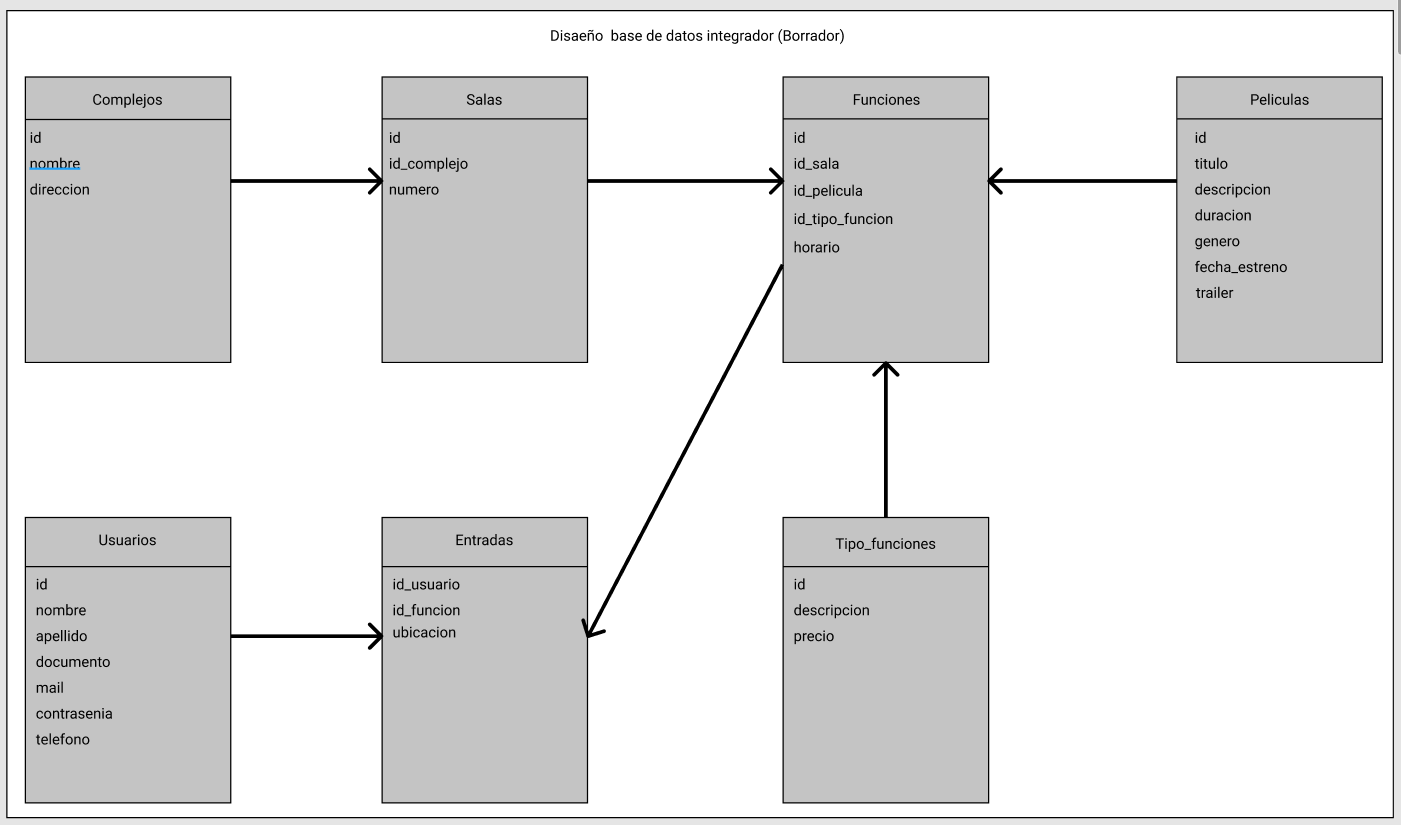 Disaeño  base de datos integrador (Borrador)
Complejos
id
nombre
direccion
Salas
id
id_complejo
numero
Funciones
id
id_sala
id_pelicula
id_tipo_funcion
horario
Peliculas
id
titulo
descripcion
duracion
genero
fecha_estreno
trailer
Usuarios
id
nombre
apellido
documento
mail
contrasenia
telefono
Entradas
id_usuario
id_funcion
ubicacion
Tipo_funciones
id
descripcion
precio